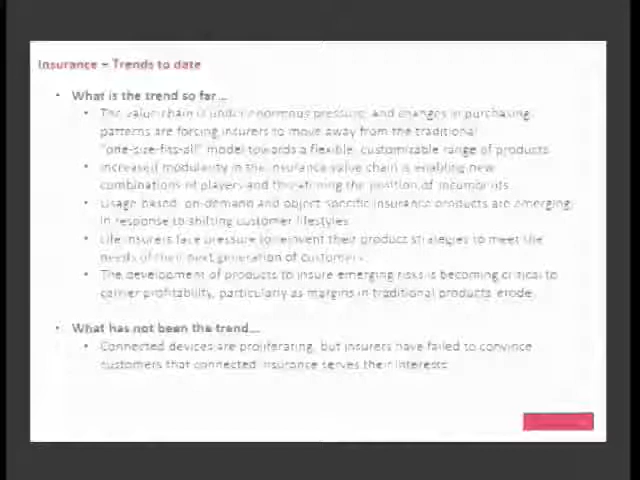 Insurance – Trends to date
• What is the trend so far...
• The value chain is under enormous pressure, and changes in purchasing
patterns are forcing insurers to move away from the traditional
"one-size-fits-all" model towards a flexible, customizable range of products
• Increased modularity in the insurance value chain is enabling new
combinations of players and threatening the position of incumbents
• Usage based, on-demand and object specific insurance products are emerging
in response to shifting customer lifestyles
• Life insurers face pressure to reinvent their product strategies to meet the
needs of their next generation of customers
• The development of products to insure emerging risks is becoming critical to
carrier profitability, particularly as margins in traditional products erode
• What has not been the trend...
• Connected devices are proliferating, but insurers have failed to convince
customers that connected insurance serves their interests